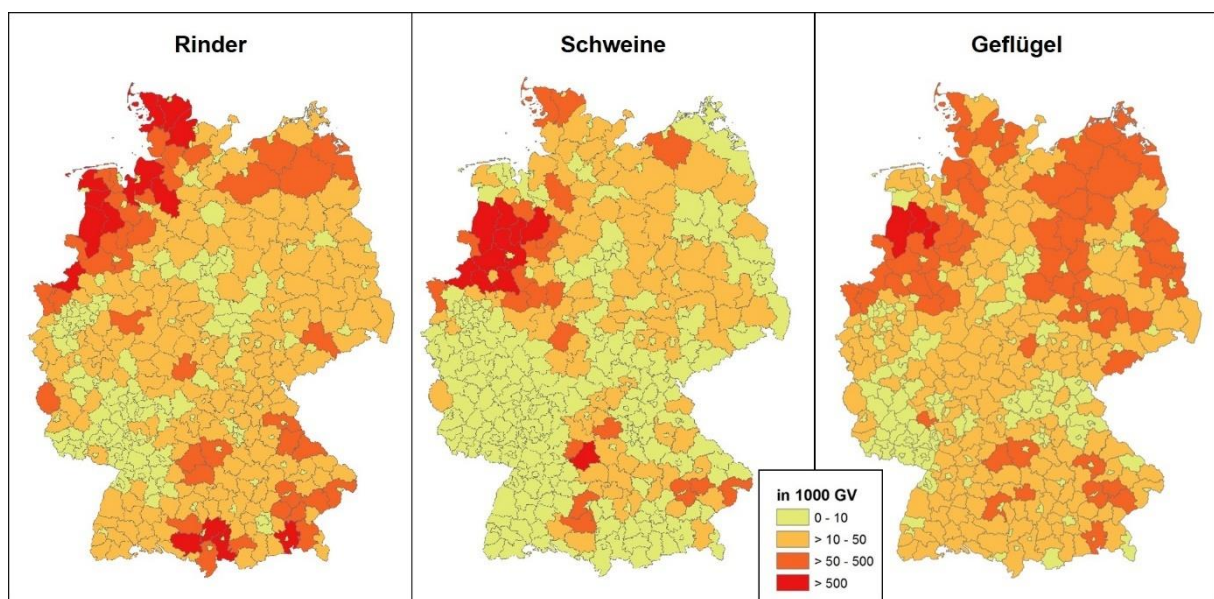 Rinder
Schweine
Geflügel
in 1000 GV
0 - 10
> 10 - 50
> 50 - 500
> 500